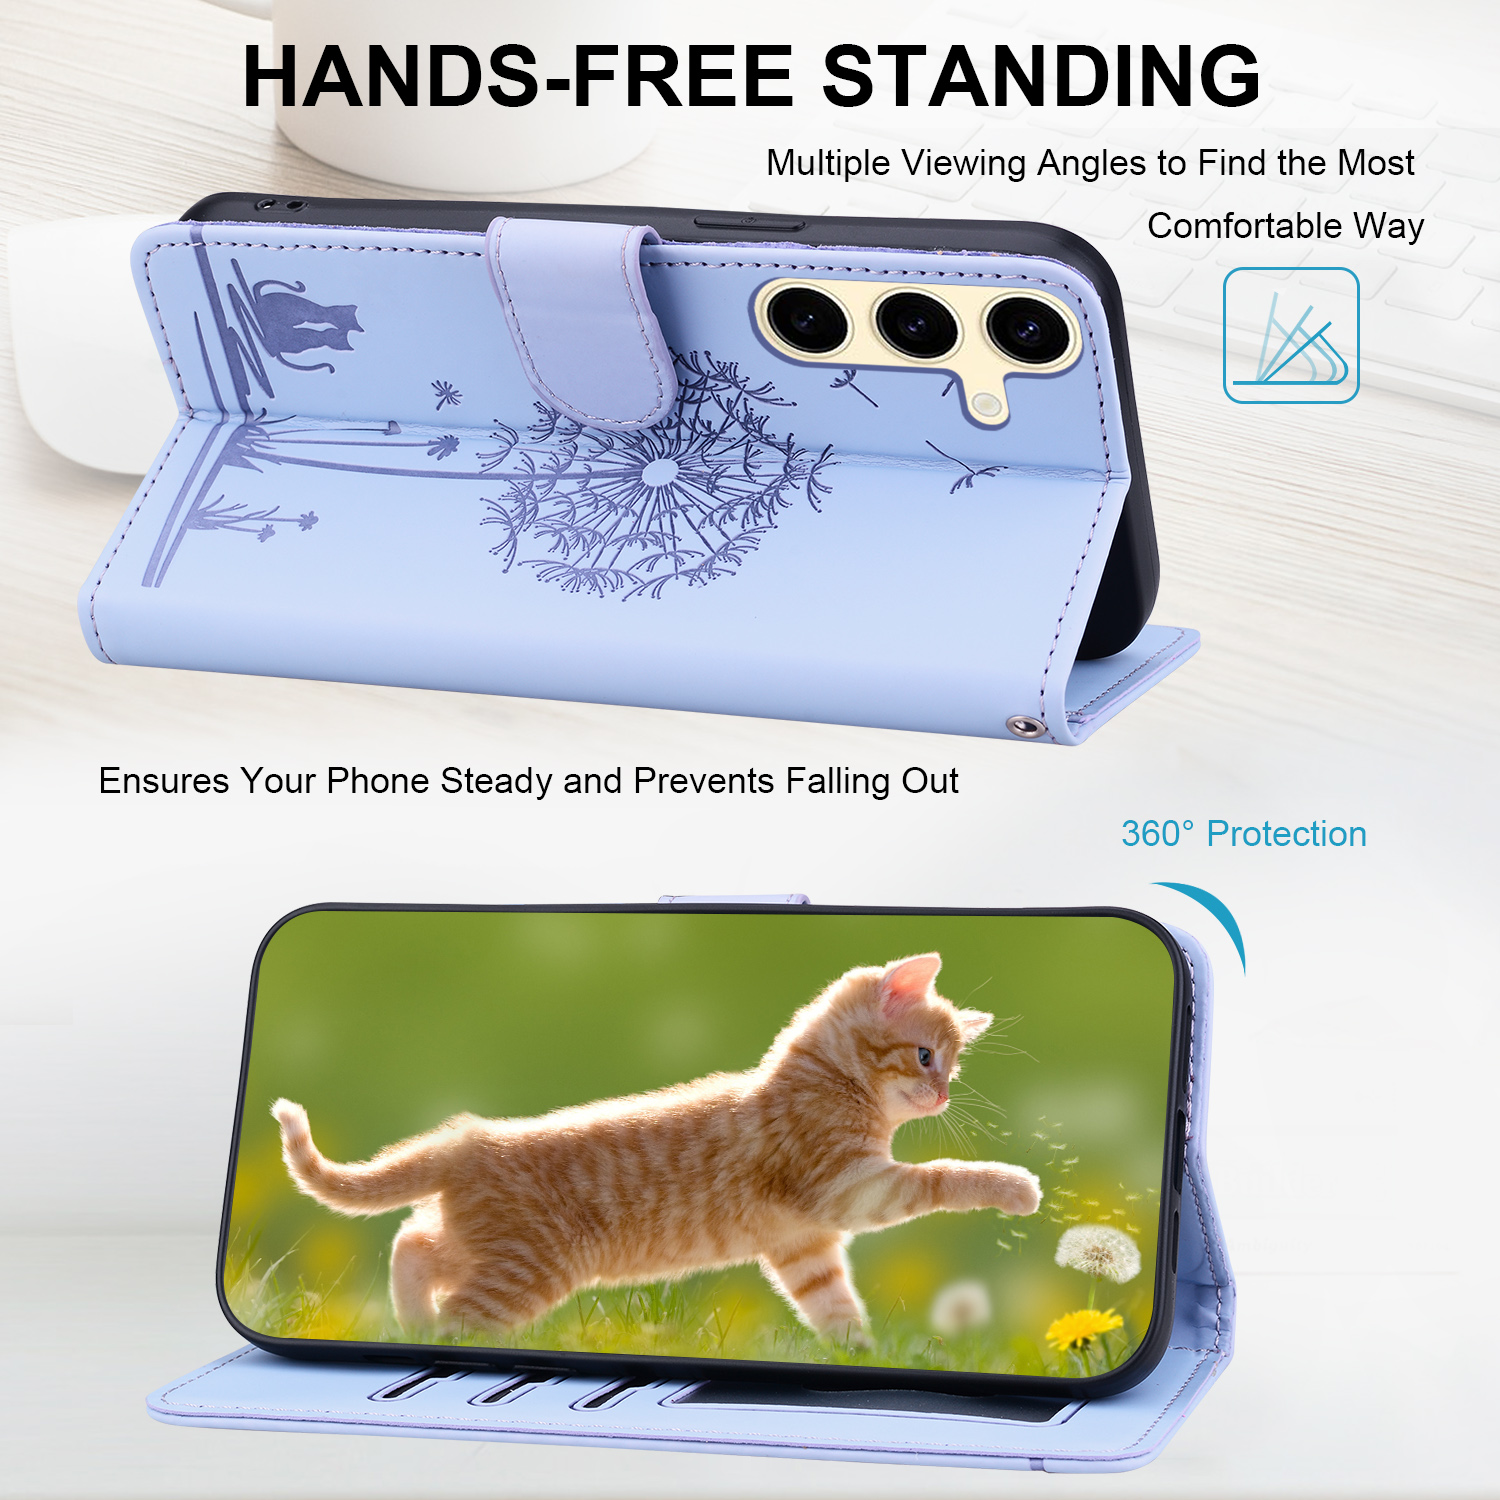 HANDS-FREE STANDING
Multiple Viewing Angles to Find the Most
Comfortable Way
Ensures Your Phone Steady and Prevents Falling Out
360° Protection